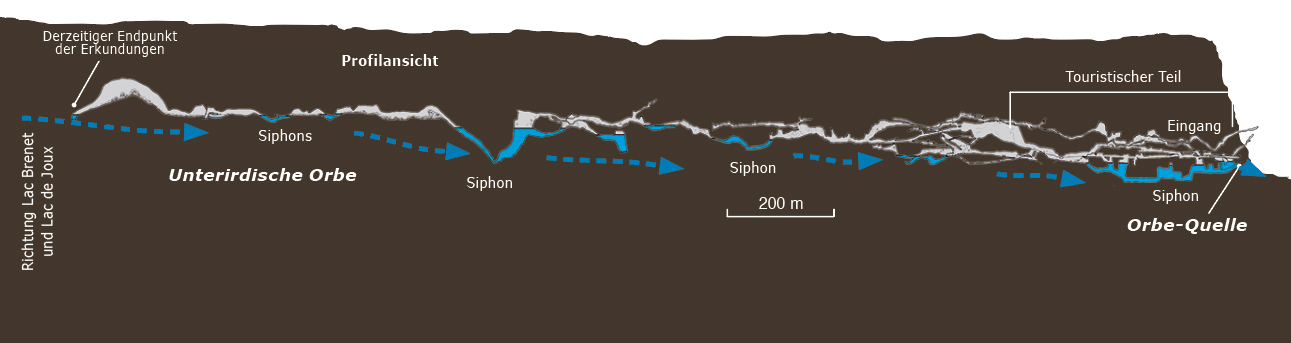 Derzeitiger Endpunkt
der Erkundungen
Profilansicht
Touristischer Teil
Eingang
Siphons
Siphon
Siphon
Siphon
Unterirdische Orbe
200 m
Orbe-Quelle
Richtung Lac Brenet
und Lac de Joux